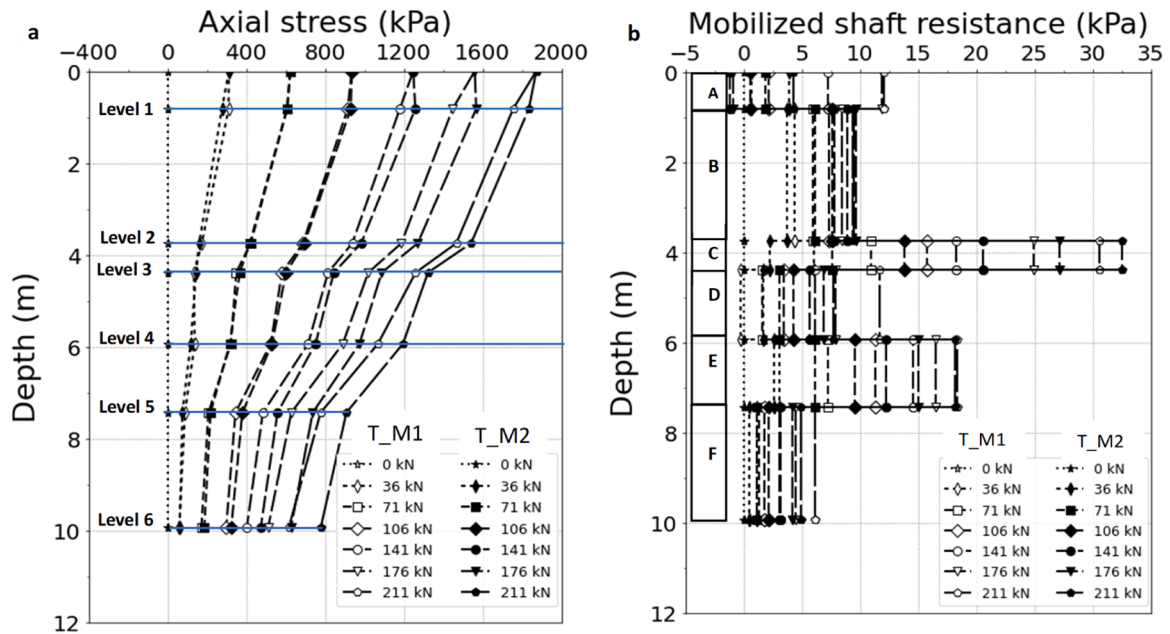 a
Axial stress (kPa)
−400 0 400 800 1200 1600 2000
0
2
4
6
8
10
12
Depth (m)
Level 1
Level 2
Level 3
Level 4
Level 5
Level 6
T_M1 T_M2
0 kN 0 kN
36 kN 36 kN
71 kN 71 kN
106 kN 106 kN
141 kN 141 kN
176 kN 176 kN
211 kN 211 kN
b
Mobilized shaft resistance (kPa)
−5 0 5 10 15 20 25 30 35
0
2
4
6
8
10
12
Depth (m)
A
B
C
D
E
F
T_M1 T_M2
0 kN 0 kN
36 kN 36 kN
71 kN 71 kN
106 kN 106 kN
141 kN 141 kN
176 kN 176 kN
211 kN 211 kN